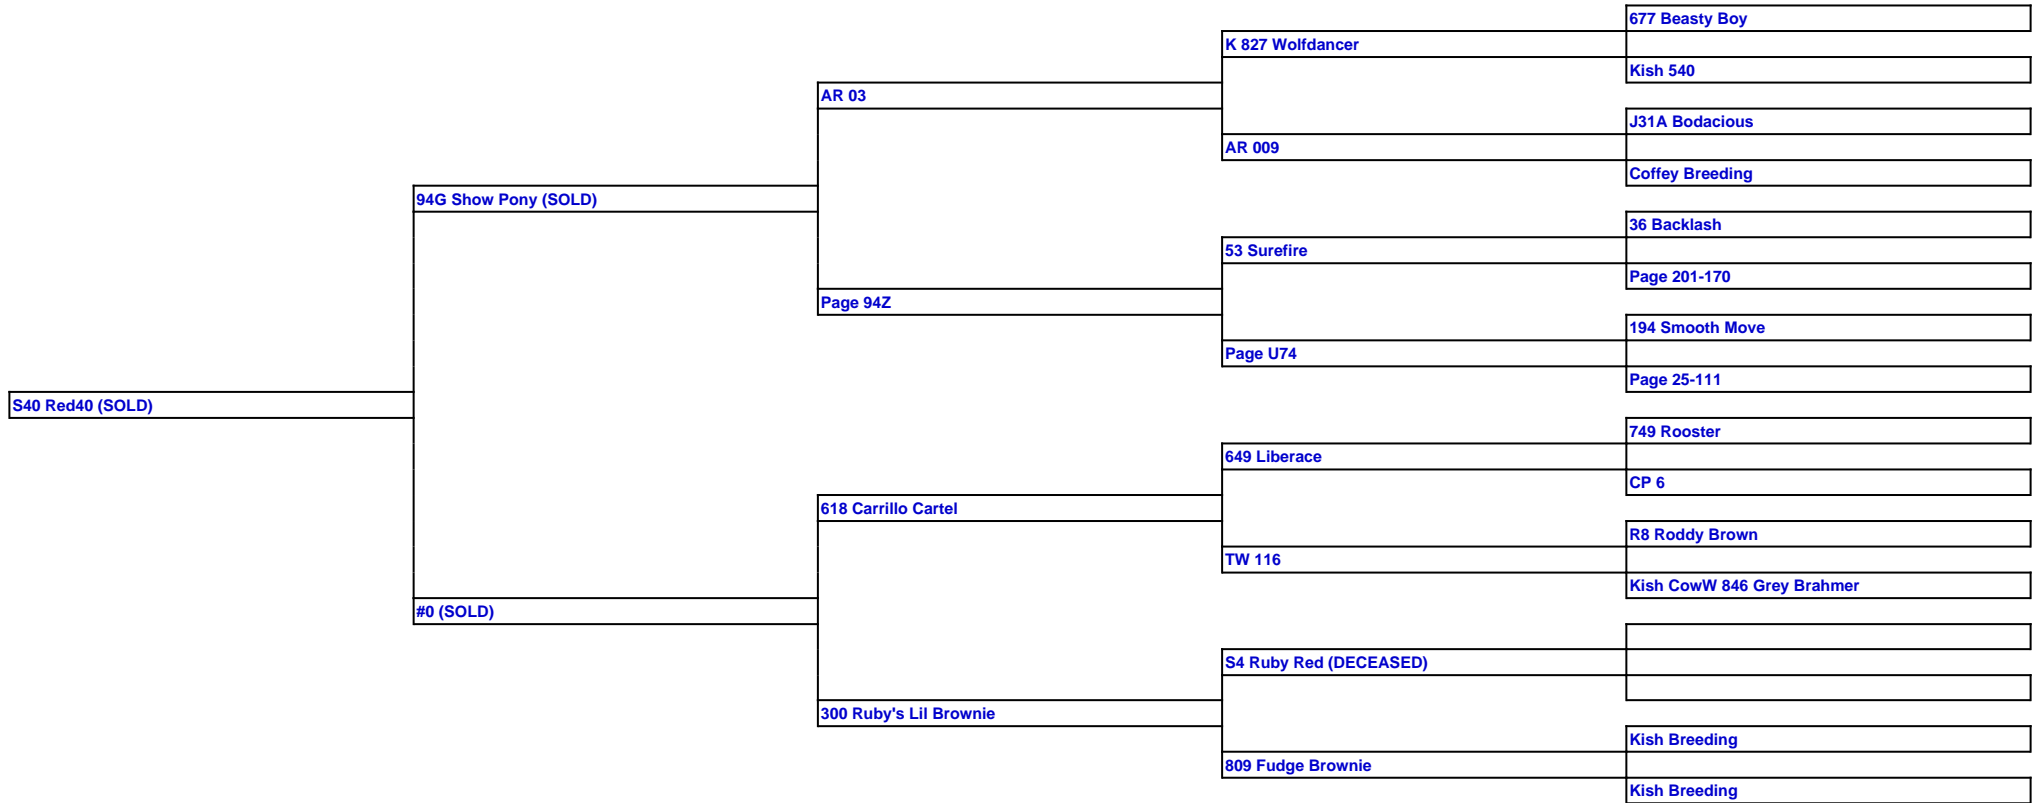 677 Beasty Boy
K 827 Wolfdancer
Kish 540
AR 03
J31A Bodacious
AR 009
Coffey Breeding
94G Show Pony (SOLD)
36 Backlash
53 Surefire
Page 201-170
Page 94Z
194 Smooth Move
Page U74
Page 25-111
S40 Red40 (SOLD)
749 Rooster
649 Liberace
CP 6
618 Carrillo Cartel
R8 Roddy Brown
TW 116
Kish CowW 846 Grey Brahmer
#0 (SOLD)
S4 Ruby Red (DECEASED)
300 Ruby's Lil Brownie
Kish Breeding
809 Fudge Brownie
Kish Breeding